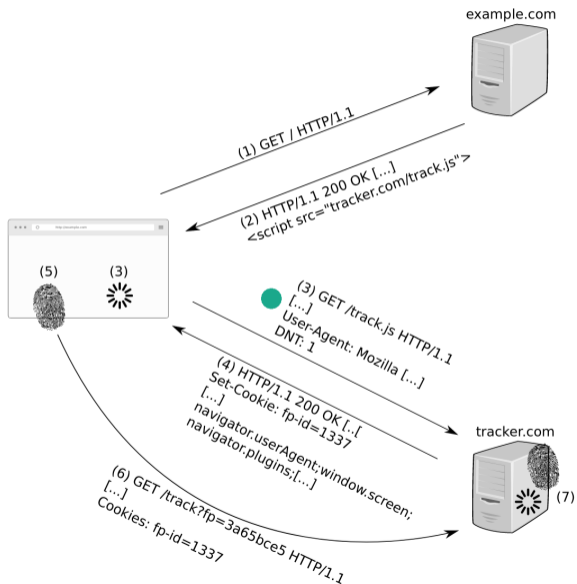 example.com
(1) GET / HTTP/1.1
(2) HTTP/1.1 200 OK [...]
<script src="tracker.com/track.js">
(5)
(3)
(3) GET /track.js HTTP/1.1
[...]
User-Agent: Mozilla [...]
DNT: 1
(4) HTTP/1.1 200 OK [..[
Set-Cookie: fp-id=1337
[...]
navigator.userAgent;window.screen;
navigator.plugins;[...]
tracker.com
(7)
(6) GET /track?fp=3a65bce5 HTTP/1.1
[...]
Cookies: fp-id=1337